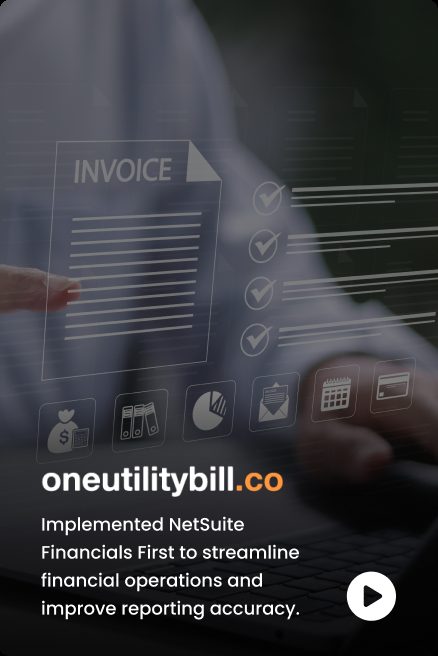 INVOICE
oneutilitybill.co
Implemented NetSuite
Financials First to streamline
financial operations and
improve reporting accuracy.